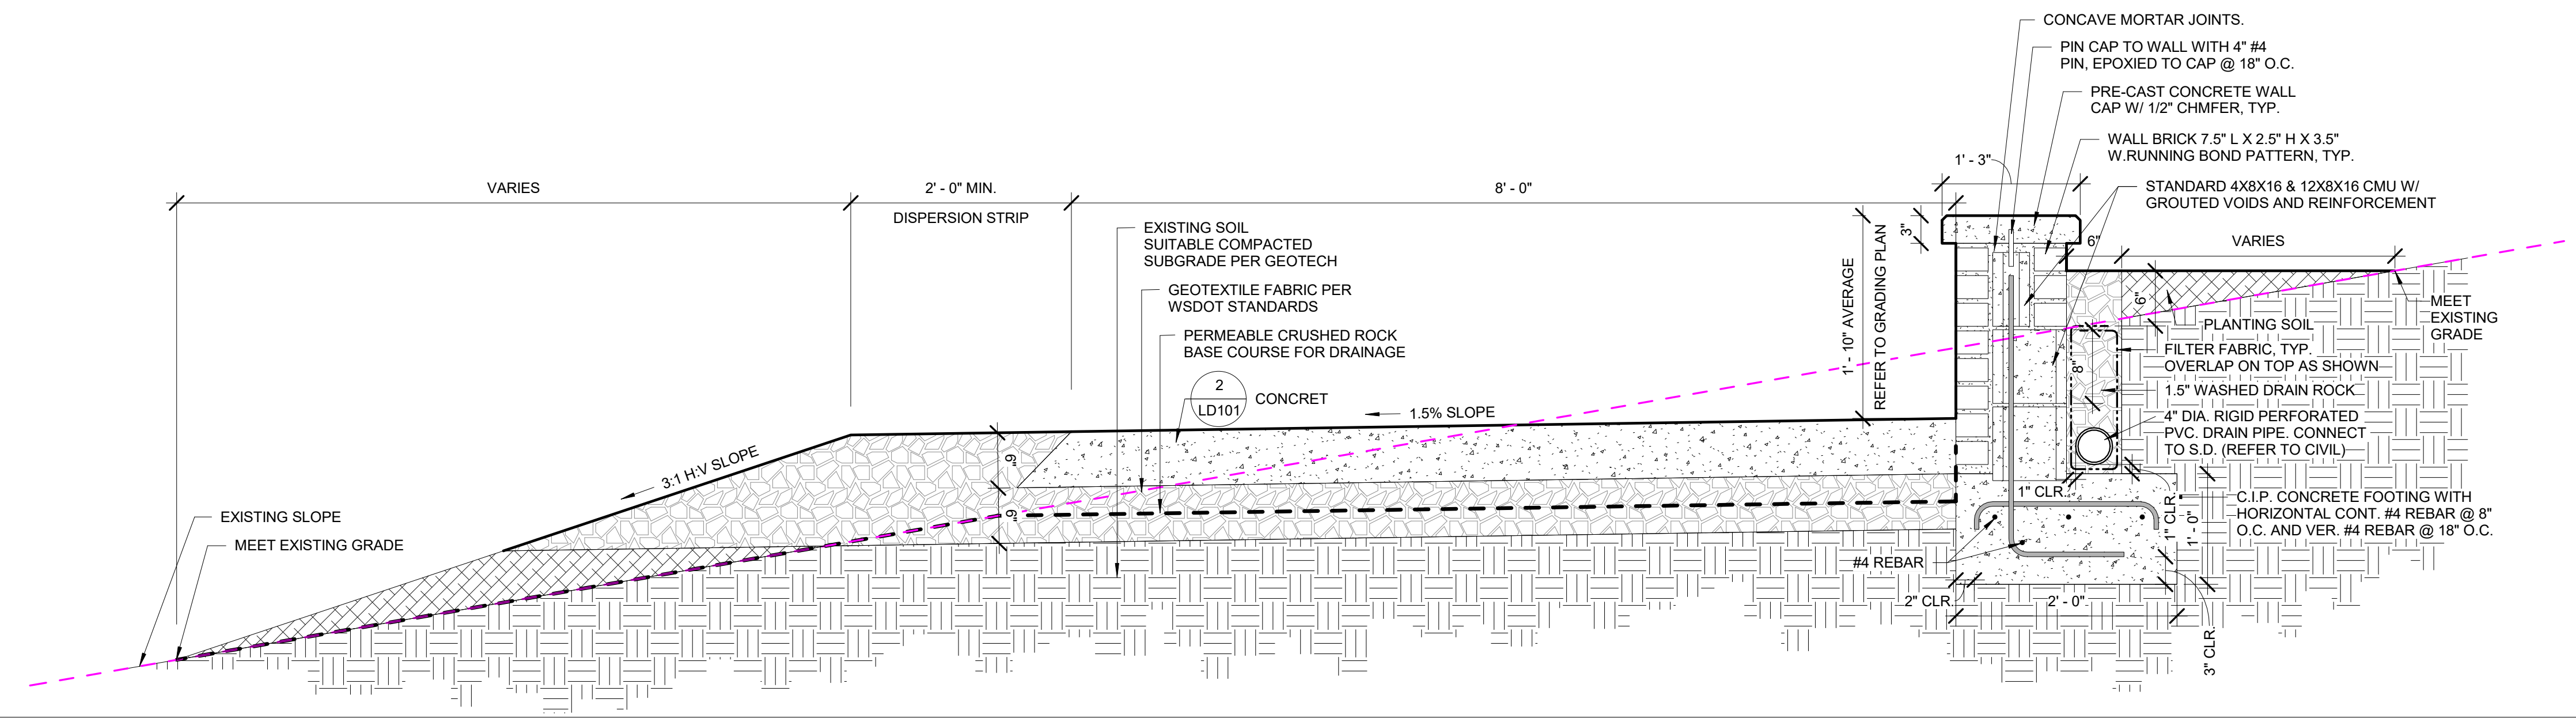 CONCAVE MORTAR JOINTS.
PIN CAP TO WALL WITH 4" #4
PIN, EPOXIED TO CAP @ 18" O.C.
PRE-CAST CONCRETE WALL
CAP W/ 1/2" CHMFER, TYP.
WALL BRICK 7.5" L X 2.5" H X 3.5"
W.RUNNING BOND PATTERN, TYP.
STANDARD 4X8X16 & 12X8X16 CMU W/
GROUTED VOIDS AND REINFORCEMENT
1' - 3"
VARIES
2' - 0" MIN.
DISPERSION STRIP
8' - 0"
3"
6"
VARIES
1' - 10" AVERAGE
REFER TO GRADING PLAN
EXISTING SOIL
SUITABLE COMPACTED
SUBGRADE PER GEOTECH
GEOTEXTILE FABRIC PER
WSDOT STANDARDS
PERMEABLE CRUSHED ROCK
BASE COURSE FOR DRAINAGE
2
LD101
CONCRET
1.5% SLOPE
3:1 H:V SLOPE
6"
6"
EXISTING SLOPE
MEET EXISTING GRADE
6"
MEET
EXISTING
GRADE
PLANTING SOIL
FILTER FABRIC, TYP.
OVERLAP ON TOP AS SHOWN
8"
1.5" WASHED DRAIN ROCK
4" DIA. RIGID PERFORATED
PVC. DRAIN PIPE. CONNECT
TO S.D. (REFER TO CIVIL)
1" CLR.
1" CLR.
1' - 0"
C.I.P. CONCRETE FOOTING WITH
HORIZONTAL CONT. #4 REBAR @ 8"
O.C. AND VER. #4 REBAR @ 18" O.C.
#4 REBAR
2" CLR.
2' - 0"
3" CLR.